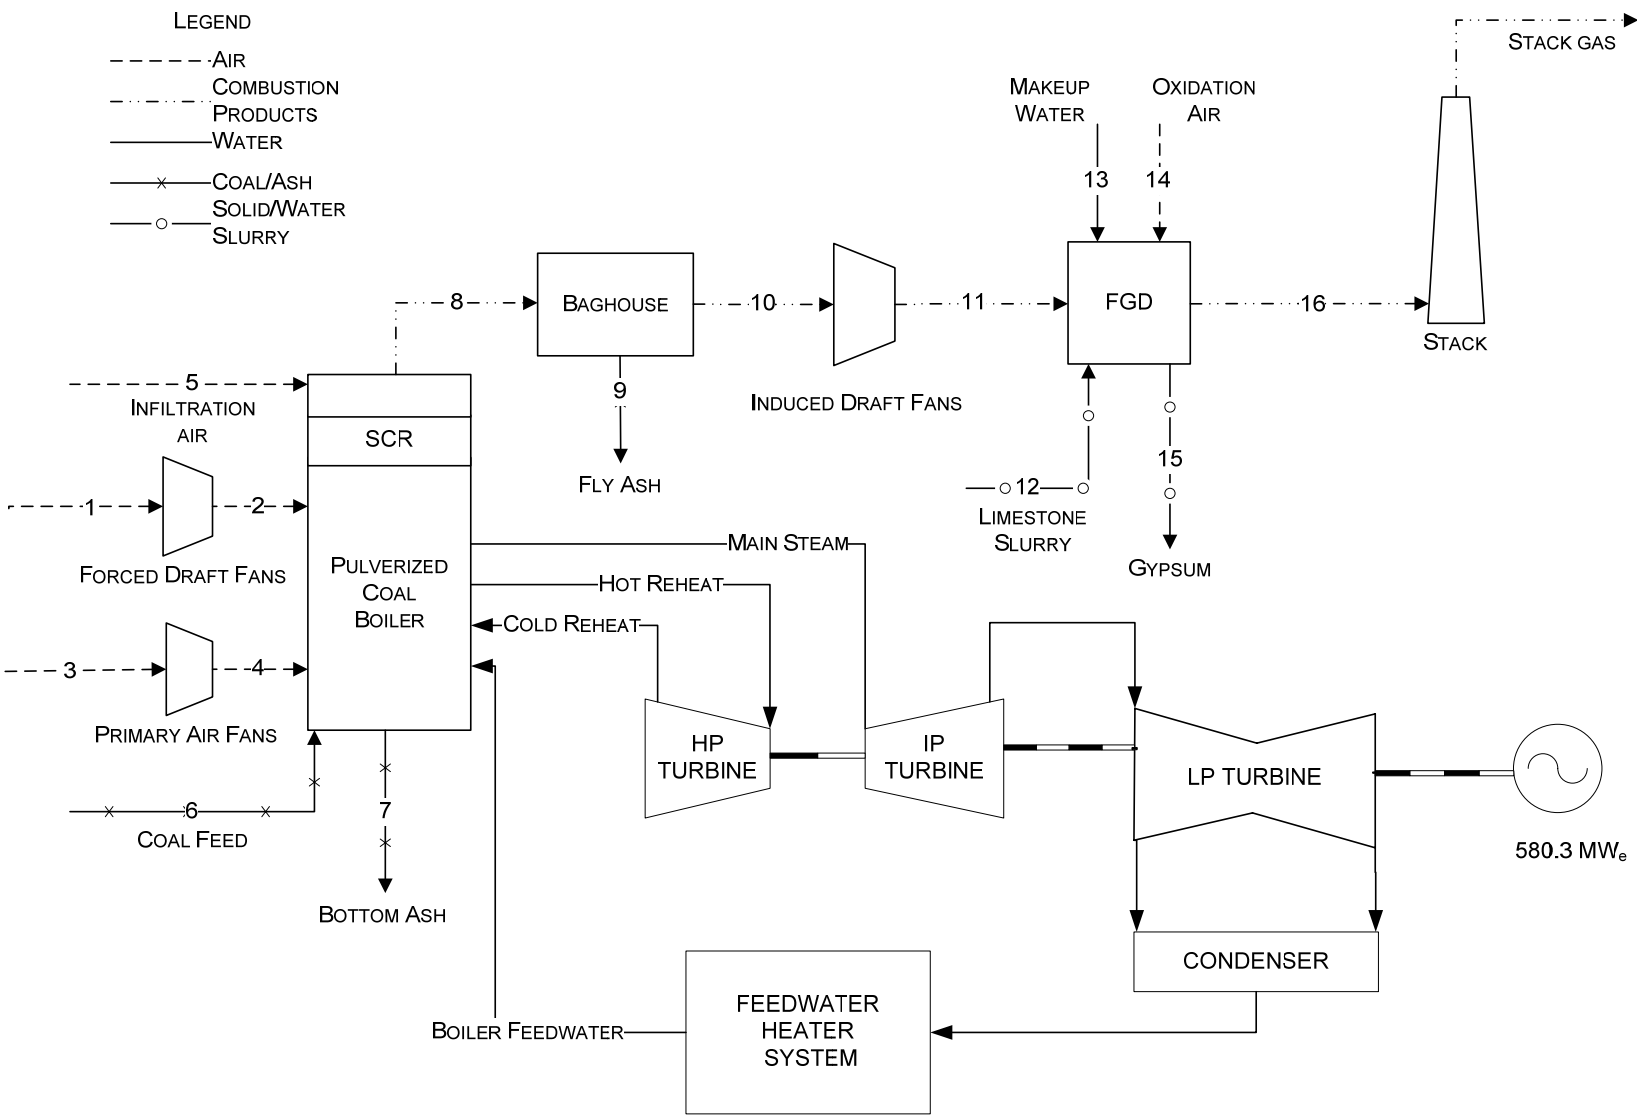 LEGEND
AIR
COMBUSTION
PRODUCTS
WATER
COAL/ASH
SOLID/WATER
SLURRY
STACK GAS
MAKEUP
WATER
OXIDATION
AIR
13
14
8
BAGHOUSE
10
11
FGD
16
STACK
5
INFILTRATION
AIR
9
INDUCED DRAFT FANS
SCR
FLY ASH
12
LIMESTONE
SLURRY
15
GYPSUM
1
2
FORCED DRAFT FANS
PULVERIZED
COAL
BOILER
MAIN STEAM
HOT REHEAT
COLD REHEAT
3
4
PRIMARY AIR FANS
HP
TURBINE
IP
TURBINE
LP TURBINE
580.3 MWe
6
COAL FEED
7
BOTTOM ASH
CONDENSER
FEEDWATER
HEATER
SYSTEM
BOILER FEEDWATER